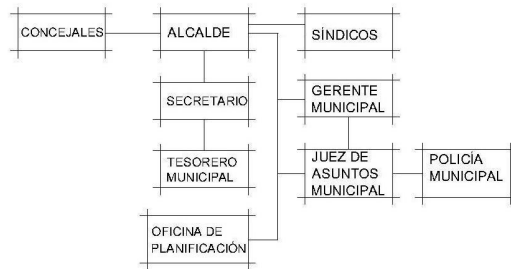 CONCEJALES
ALCALDE
SÍNDICOS
SECRETARIO
GERENTE
MUNICIPAL
TESORERO
MUNICIPAL
JUEZ DE
ASUNTOS
MUNICIPAL
POLICÍA
MUNICIPAL
OFICINA DE
PLANIFICACIÓN